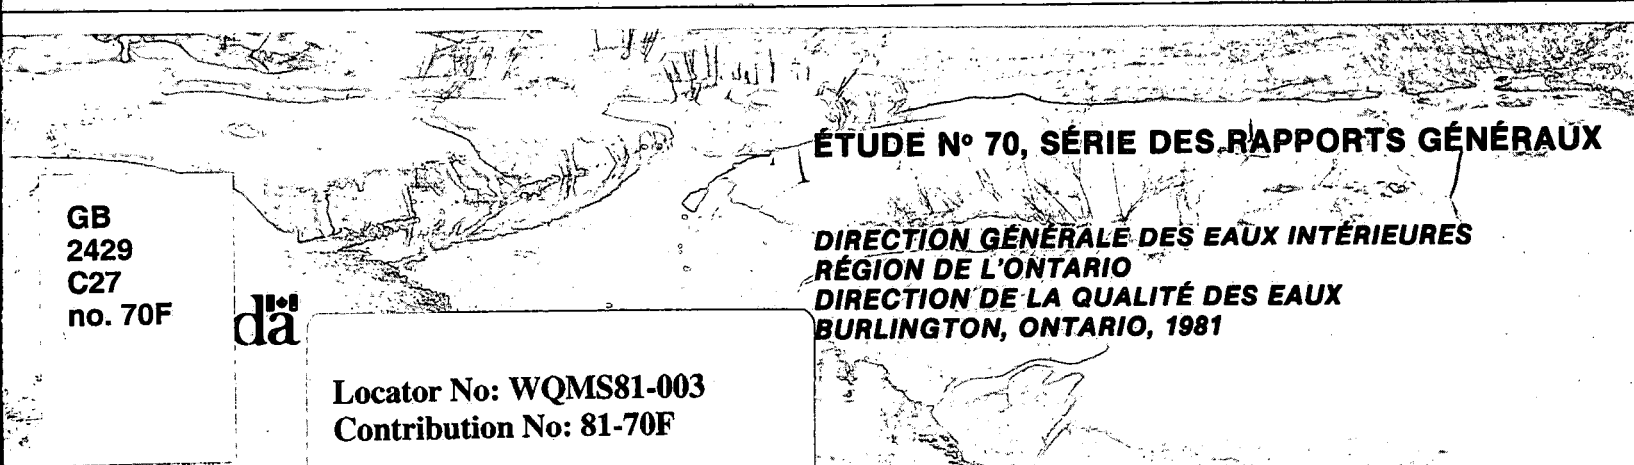 ÉTUDE Nº 70, SÉRIE DES RAPPORTS GÉNÉRAUX
GB
2429
C27
no. 70F
DIRECTION GÉNÉRALE DES EAUX INTÉRIEURES
RÉGION DE L'ONTARIO
DIRECTION DE LA QUALITÉ DES EAUX
BURLINGTON, ONTARIO, 1981
da
Locator No: WQMS81-003
Contribution No: 81-70F